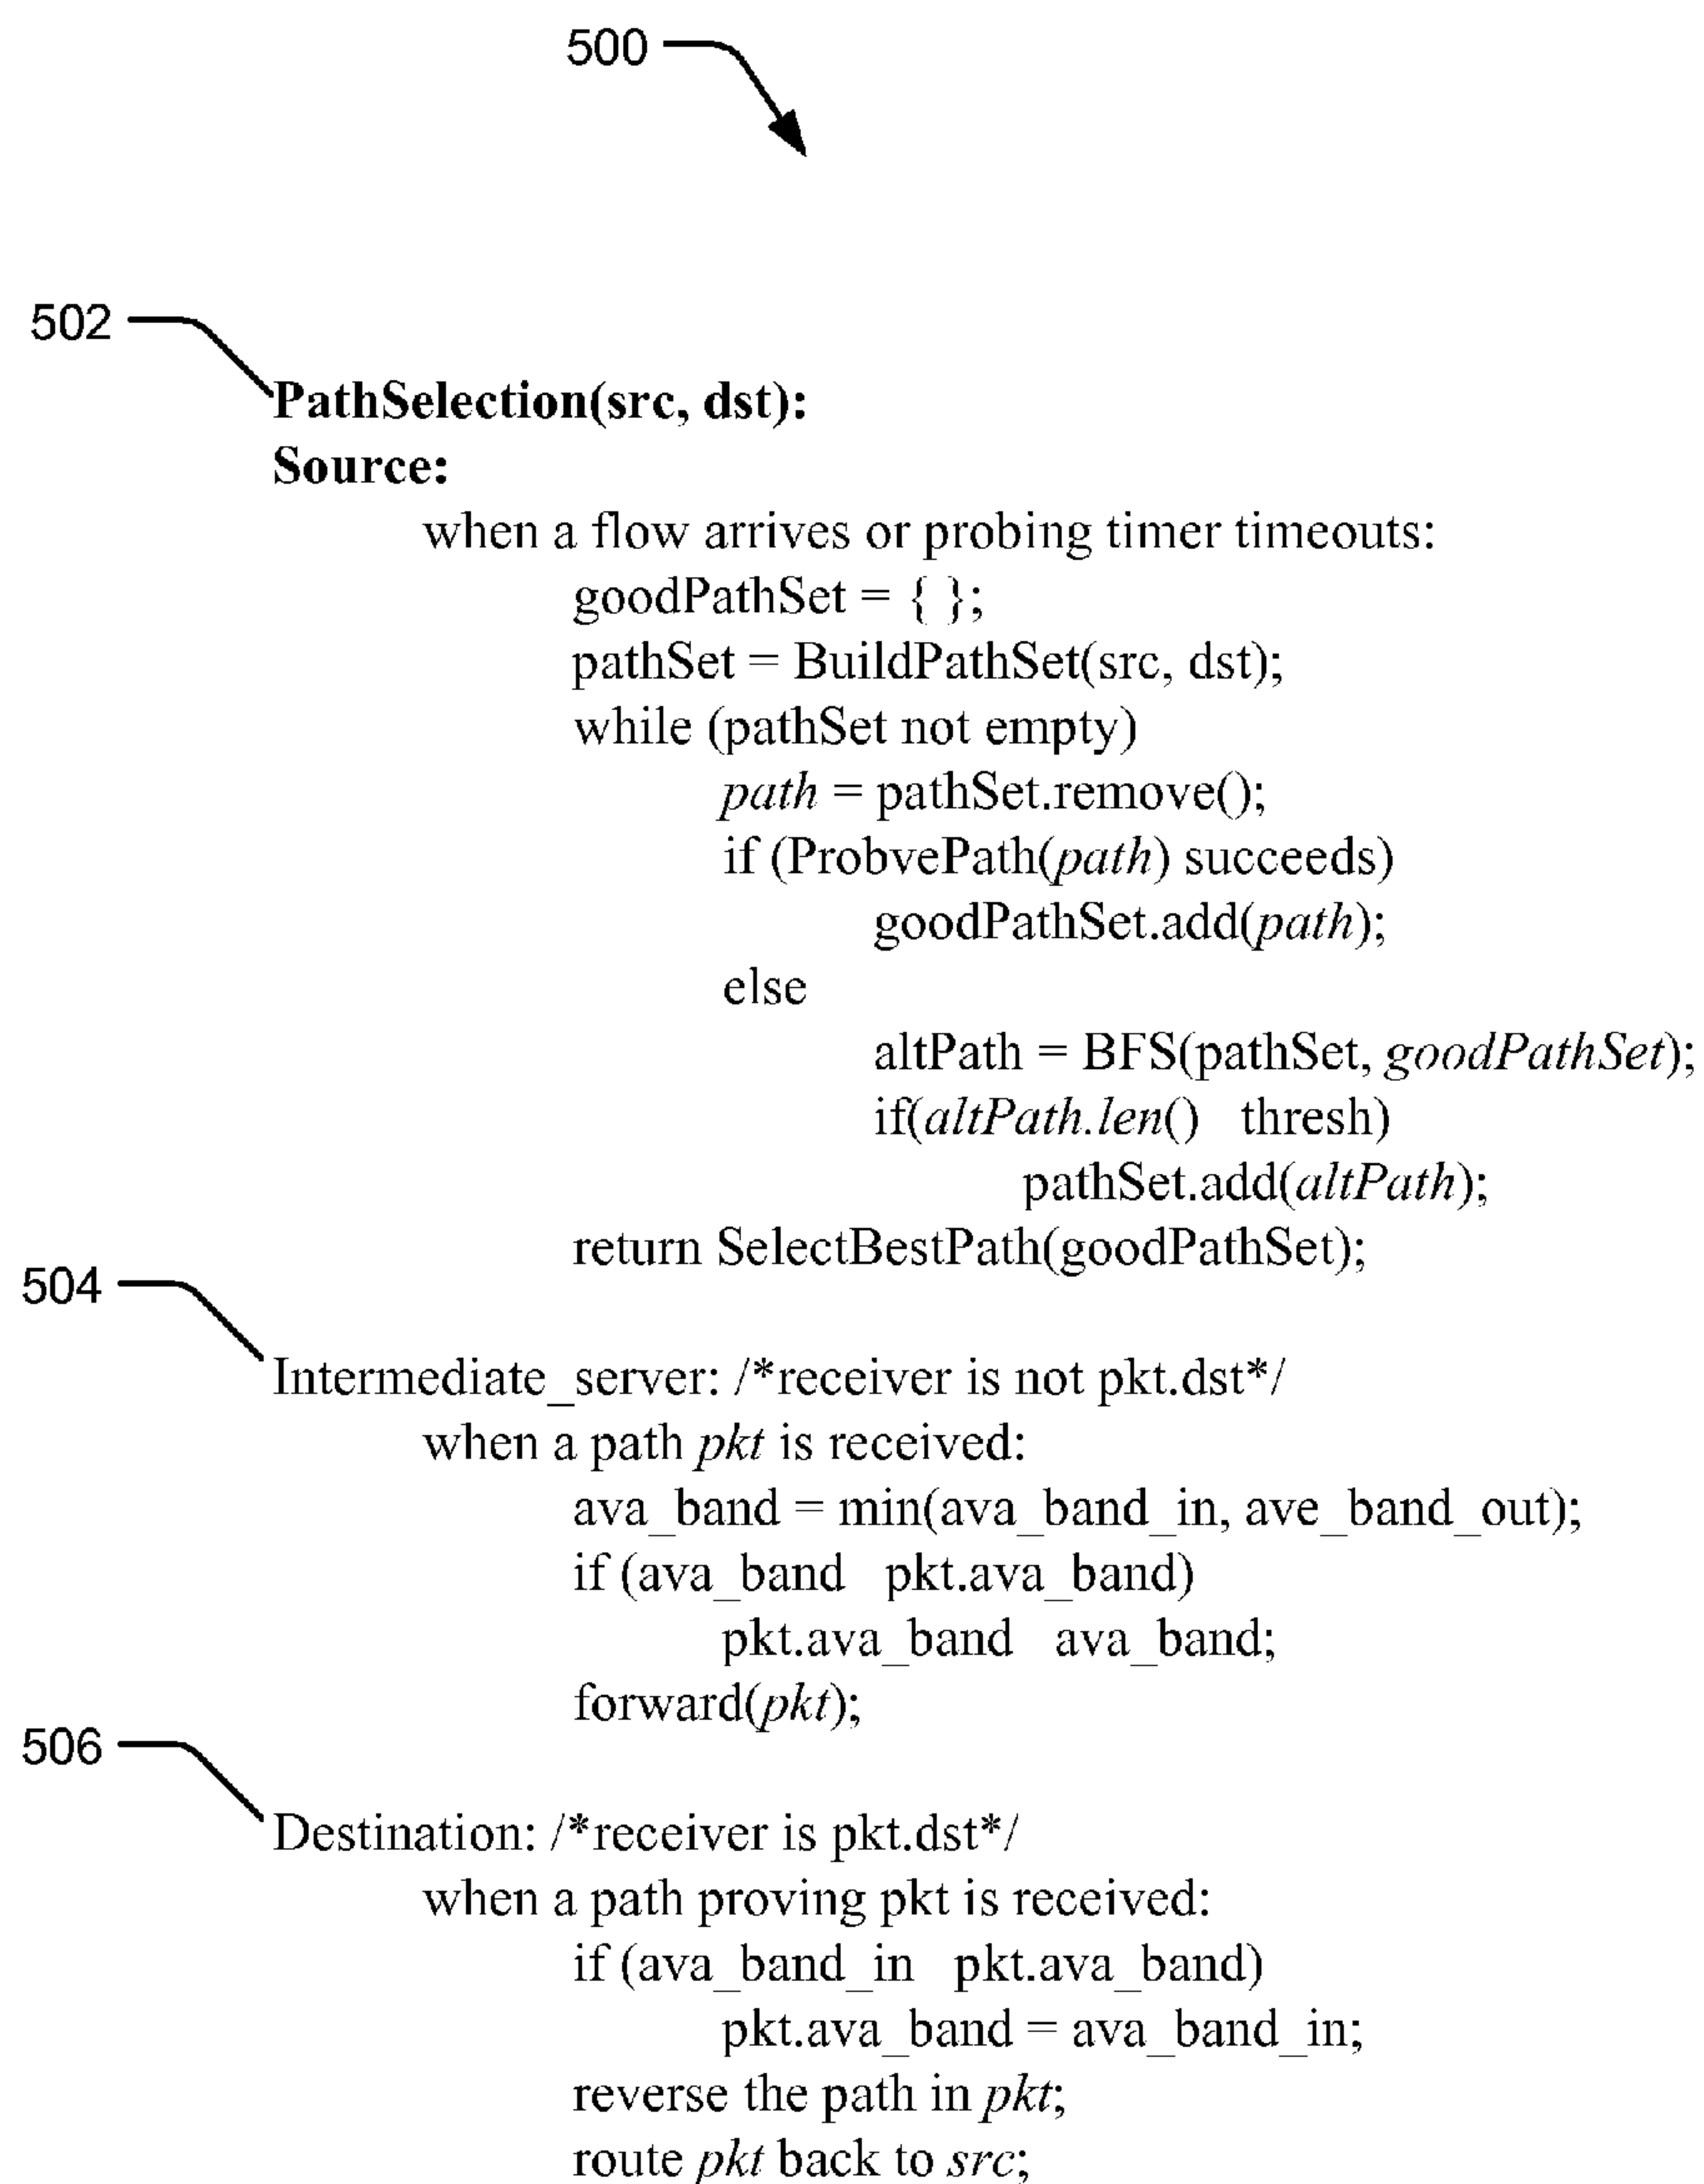 500
502
PathSelection(src, dst):
Source:
when a flow arrives or probing timer timeouts:
goodPathSet = { };
pathSet = BuildPathSet(src, dst);
while (pathSet not empty)
path = pathSet.remove();
if (ProbvePath(path) succeeds)
goodPathSet.add(path);
else
altPath = BFS(pathSet, goodPathSet);
if(altPath.len() thresh)
pathSet.add(altPath);
return SelectBestPath(goodPathSet);
504
Intermediate_server: /*receiver is not pkt.dst*/
when a path pkt is received:
ava_band = min(ava_band_in, ave_band_out);
if (ava_band pkt.ava_band)
pkt.ava_band ava_band;
forward(pkt);
506
Destination: /*receiver is pkt.dst*/
when a path proving pkt is received:
if (ava_band_in pkt.ava_band)
pkt.ava_band = ava_band_in;
reverse the path in pkt;
route pkt back to src;